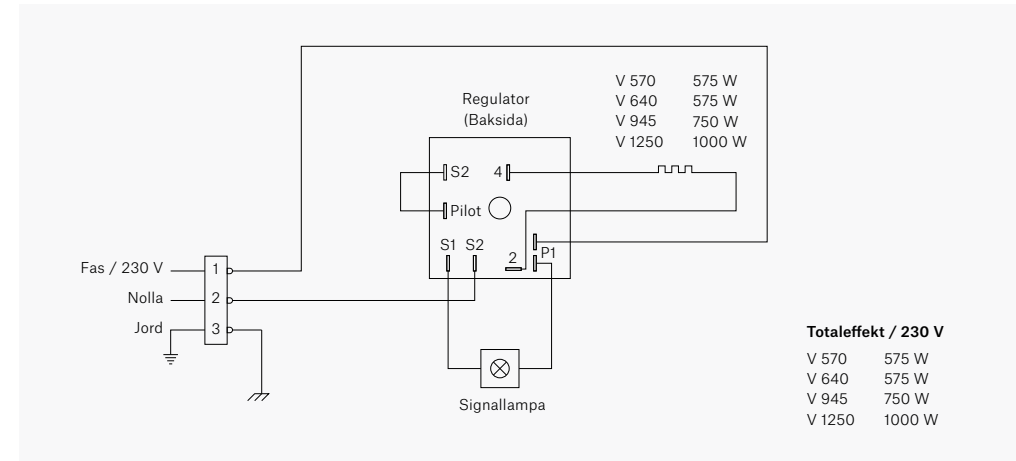 V 570 575 W
V 640 575 W
V 945 750 W
V 1250 1000 W
Regulator
(Baksida)
S2 4
Pilot
S1 S2
2 P1
Fas / 230 V 1
Nolla 2
Jord 3
Signallampa
Totaleffekt / 230 V
V 570 575 W
V 640 575 W
V 945 750 W
V 1250 1000 W